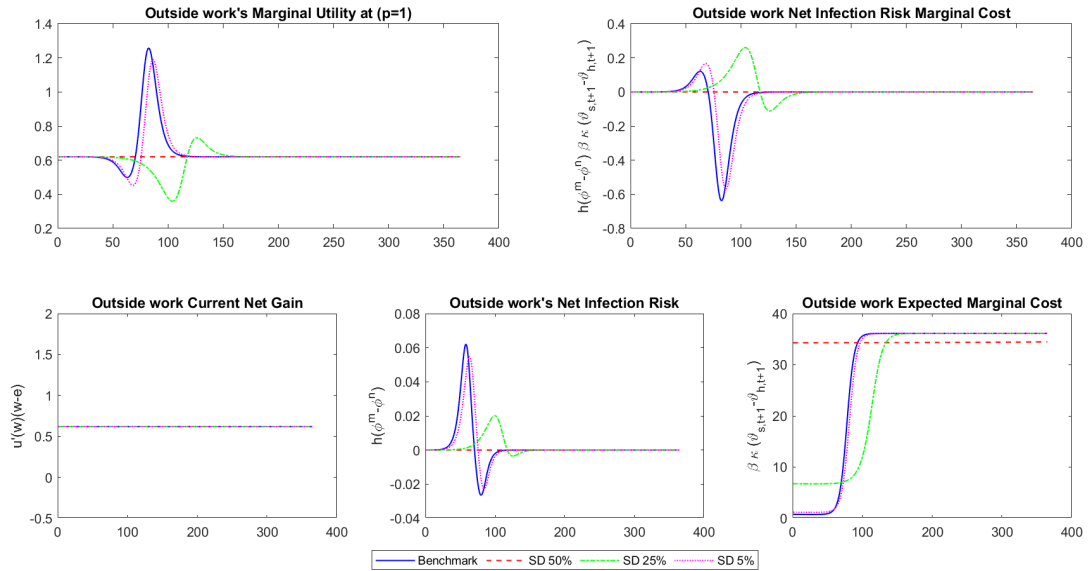 Outside work's Marginal Utility at (p=1)
1.4
1.2
1
0.8
0.6
0.4
0.2
0 50 100 150 200 250 300 350 400
Outside work Net Infection Risk Marginal Cost
h(ϕ^m-ϕ^n) β κ (ϑ_s,t+1-ϑ_h,t+1)
0.4
0.2
0
-0.2
-0.4
-0.6
-0.8
0 50 100 150 200 250 300 350 400
Outside work Current Net Gain
u'(w)(w-e)
2
1.5
1
0.5
0
-0.5
0 100 200 300 400
Outside work's Net Infection Risk
h(ϕ^m-ϕ^n)
0.08
0.06
0.04
0.02
0
-0.02
-0.04
0 100 200 300 400
Outside work Expected Marginal Cost
β κ (ϑ_s,t+1-ϑ_h,t+1)
40
30
20
10
0
0 100 200 300 400
Benchmark SD 50% SD 25% SD 5%